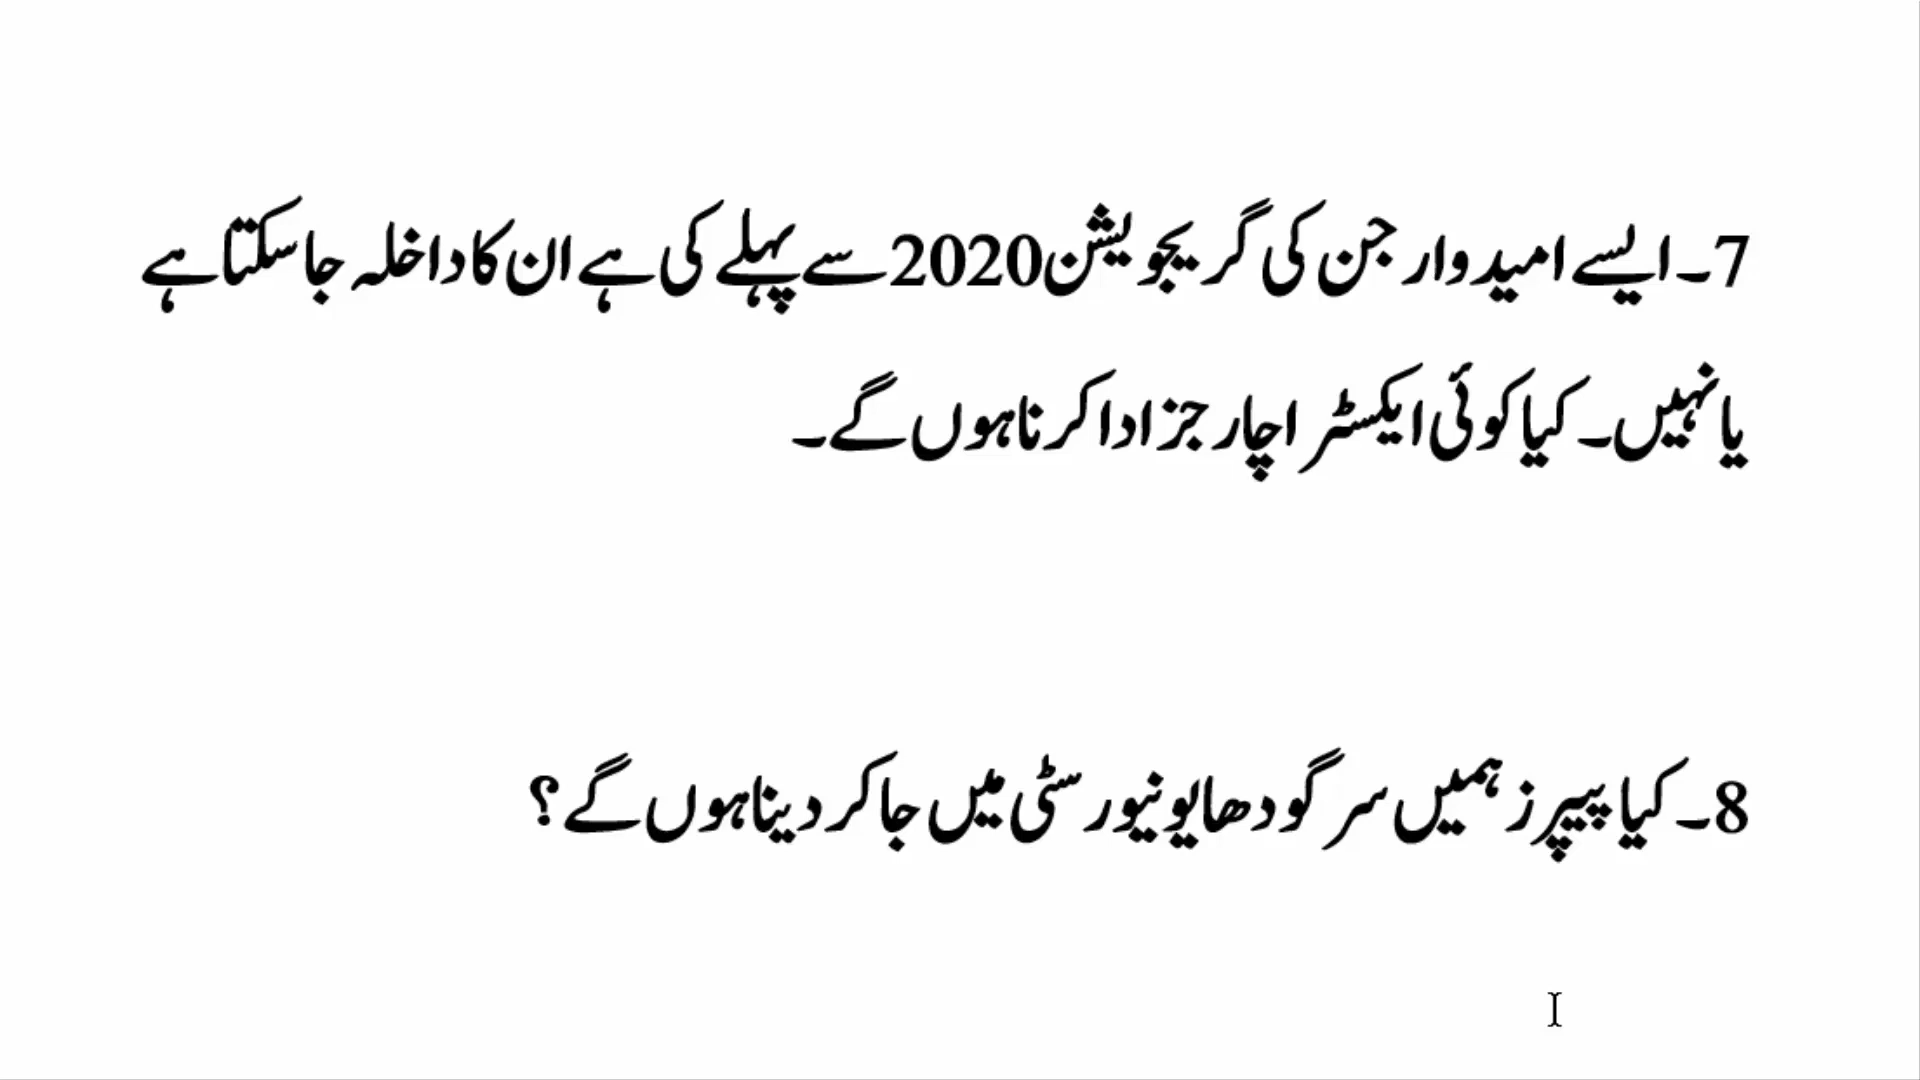 7۔ ایسے امیدوار جن کی گریجویشن 2020 سے پہلے کی ہے ان کا داخلہ جا سکتا ہے
یا نہیں۔ کیا کوئی ایکسٹرا چارجز ادا کرنا ہوں گے۔
8۔ کیا پیپرز ہمیں سرگودھا یونیورسٹی میں جا کر دینا ہوں گے؟